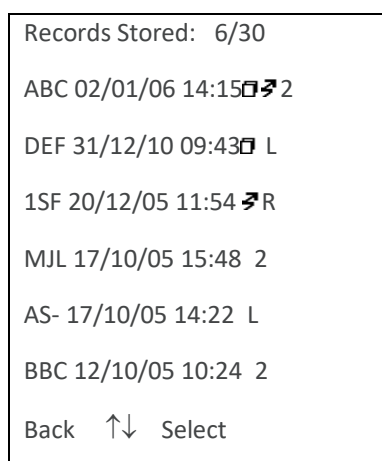 Records Stored: 6/30
ABC 02/01/06 14:15 2
DEF 31/12/10 09:43 L
1SF 20/12/05 11:54 R
MJL 17/10/05 15:48 2
AS- 17/10/05 14:22 L
BBC 12/10/05 10:24 2
Back ↑↓ Select